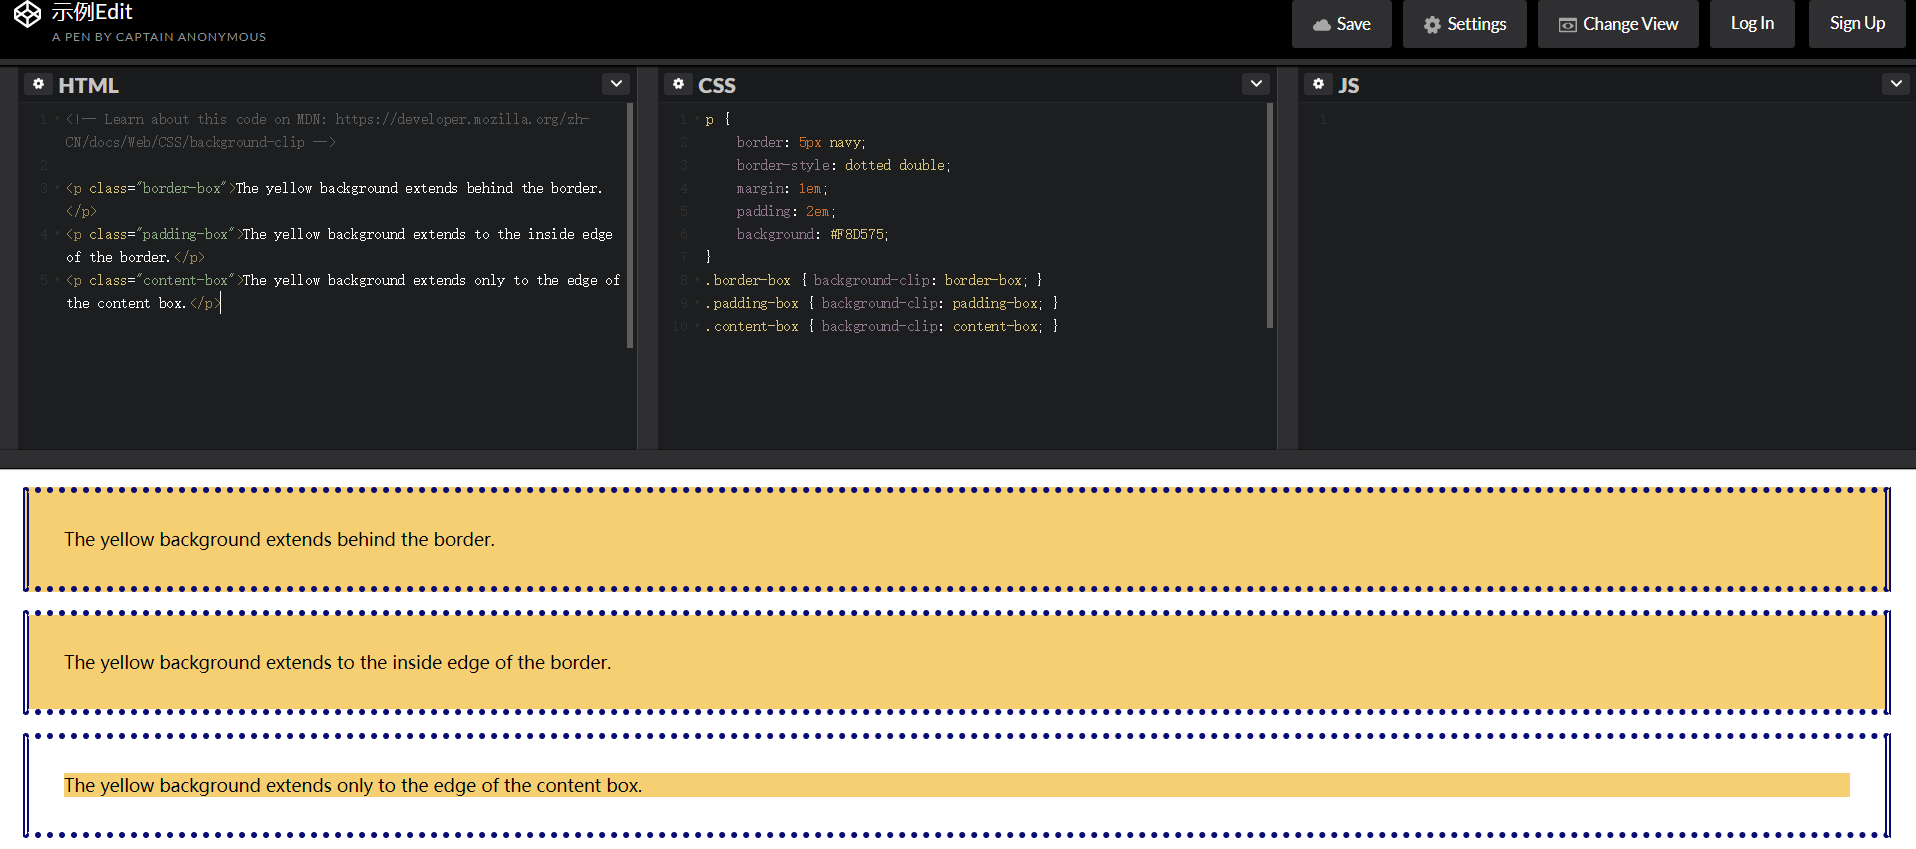 示例Edit
A PEN BY CAPTAIN ANONYMOUS
Save
Settings
Change View
Log In
Sign Up
HTML
1 <!-- Learn about this code on MDN: https://developer.mozilla.org/zh-
CN/docs/Web/CSS/background-clip -->
2
3 <p class="border-box">The yellow background extends behind the border.
</p>
4 <p class="padding-box">The yellow background extends to the inside edge
of the border.</p>
5 <p class="content-box">The yellow background extends only to the edge of
the content box.</p>
CSS
1 p {
2 border: 5px navy;
3 border-style: dotted double;
4 margin: 1em;
5 padding: 2em;
6 background: #F8D575;
7 }
8 .border-box { background-clip: border-box; }
9 .padding-box { background-clip: padding-box; }
10 .content-box { background-clip: content-box; }
JS
1
The yellow background extends behind the border.
The yellow background extends to the inside edge of the border.
The yellow background extends only to the edge of the content box.